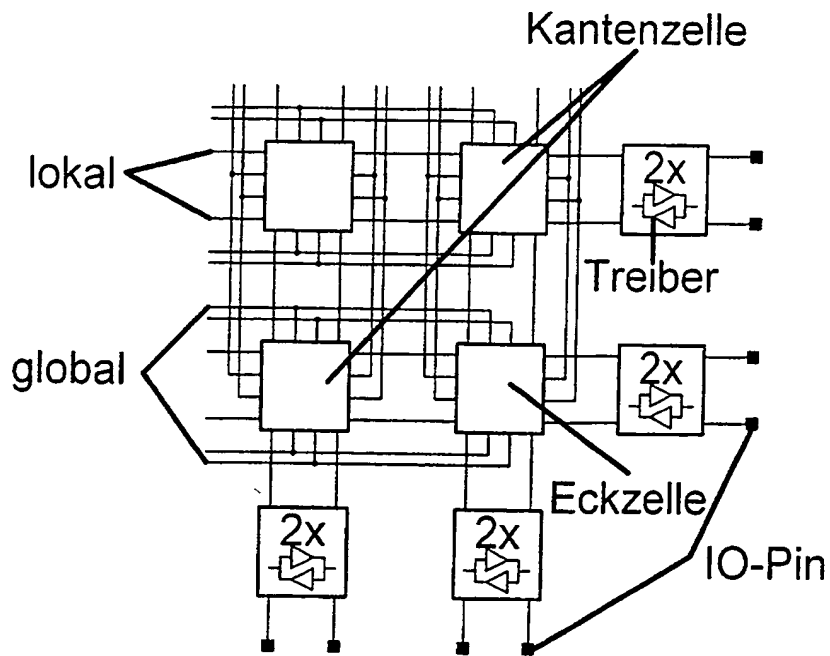 Kantenzelle
lokal
2x
Treiber
global
2x
Eckzelle
2x
2x
IO-Pin